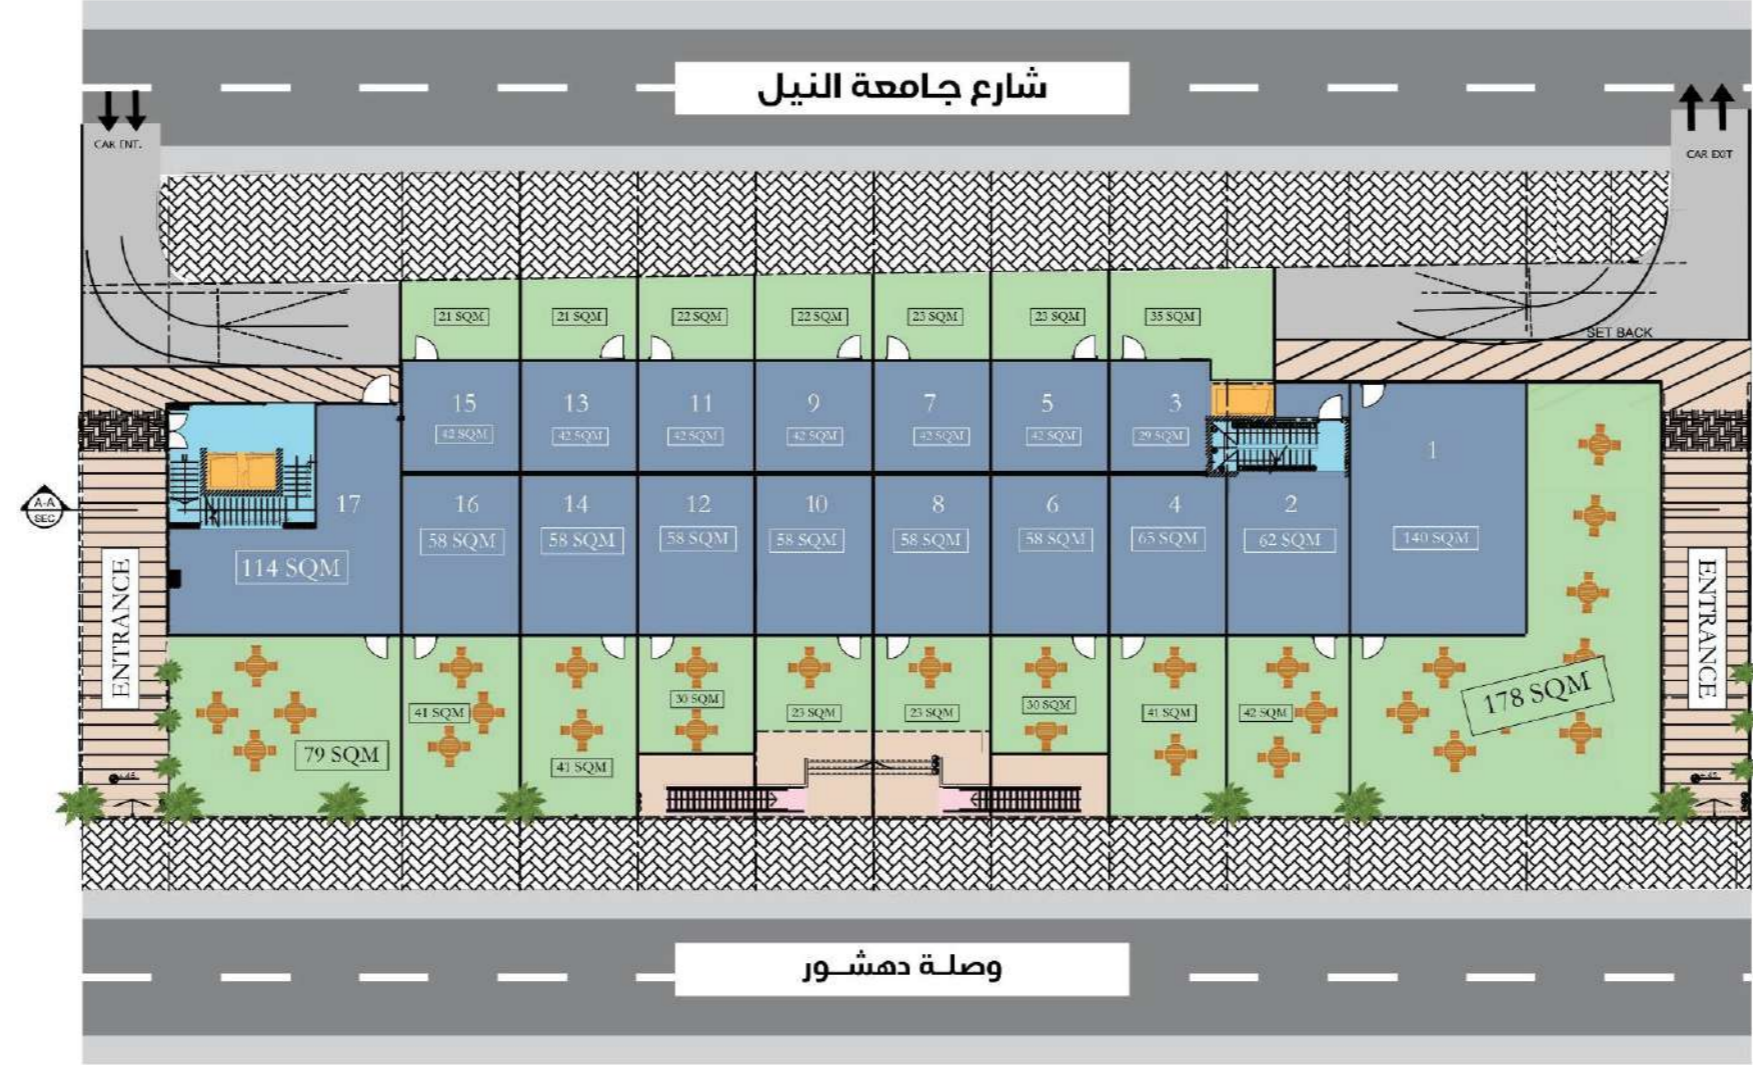 شارع جامعة النيل
CAR ENT.
CAR EXIT
SET BACK
21 SQM
21 SQM
22 SQM
22 SQM
23 SQM
23 SQM
35 SQM
15
42 SQM
13
42 SQM
11
42 SQM
9
42 SQM
7
42 SQM
5
42 SQM
3
29 SQM
1
140 SQM
A-A
SEC
17
114 SQM
16
58 SQM
14
58 SQM
12
58 SQM
10
58 SQM
8
58 SQM
6
58 SQM
4
65 SQM
2
62 SQM
ENTRANCE
ENTRANCE
79 SQM
41 SQM
41 SQM
30 SQM
23 SQM
23 SQM
30 SQM
41 SQM
42 SQM
178 SQM
وصلـة دهشــور